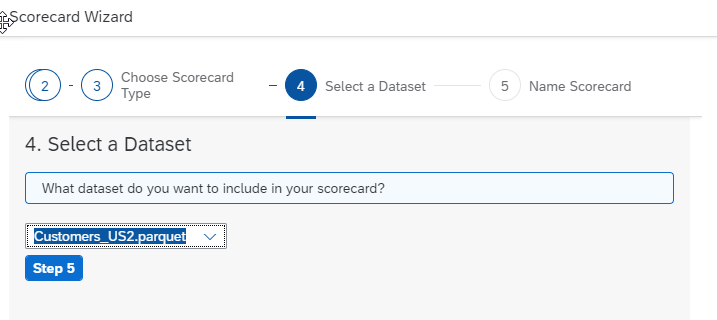 Scorecard Wizard
2 - 3 Choose Scorecard Type - 4 Select a Dataset 5 Name Scorecard
4. Select a Dataset
What dataset do you want to include in your scorecard?
Customers_US2.parquet
Step 5